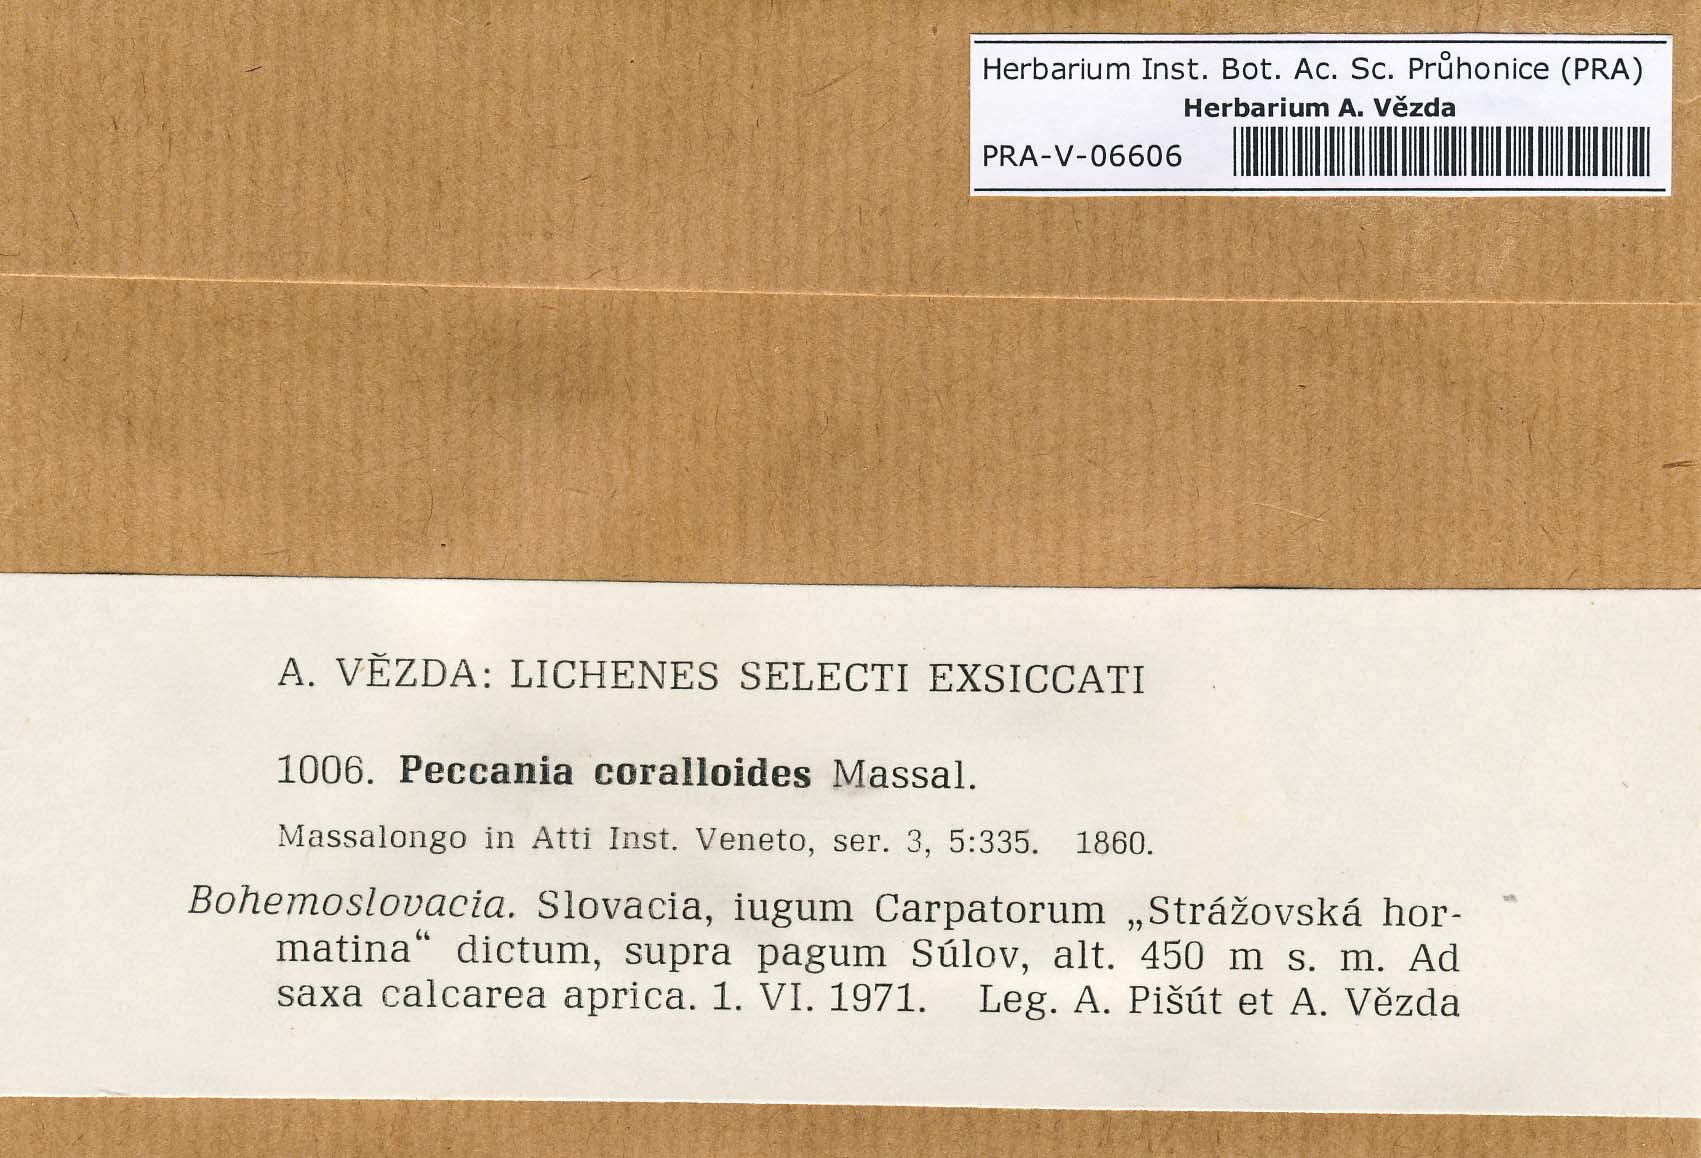 Herbarium Inst. Bot. Ac. Sc. Průhonice (PRA)
Herbarium A. Vězda
PRA-V-06606
A. VĚZDA: LICHENES SELECTI EXSICCATI
1006. Peccania coralloides Massal.
Massalongo in Atti Inst. Veneto, ser. 3, 5:335. 1860.
Bohemoslovacia. Slovacia, iugum Carpatorum „Strážovská hor-
matina“ dictum, supra pagum Súlov, alt. 450 m s. m. Ad
saxa calcarea aprica. 1. VI. 1971. Leg. A. Pišút et A. Vězda